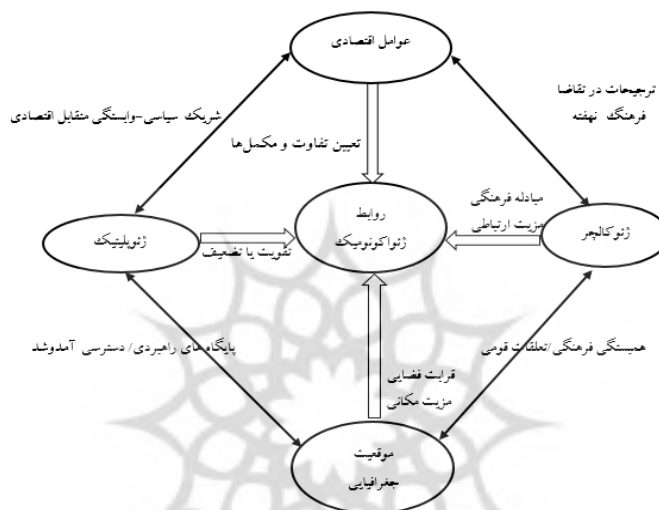 عوامل اقتصادی
ترجیحات در تقاضا
فرهنگ نهفته
شریک سیاسی-وابستگی متقابل اقتصادی
تعیین تفاوت و مکمل‌ها
مبادله فرهنگی
مزیت ارتباطی
روابط
ژئواکونومیک
ژئوکالچر
ژئوپلیتیک
تقویت یا تضعیف
پایگاه های راهبردی/ دسترسی آمدوشد
همبستگی فرهنگی/تعلقات قومی
قرابت فضایی
مزیت مکانی
موقعیت
جغرافیایی